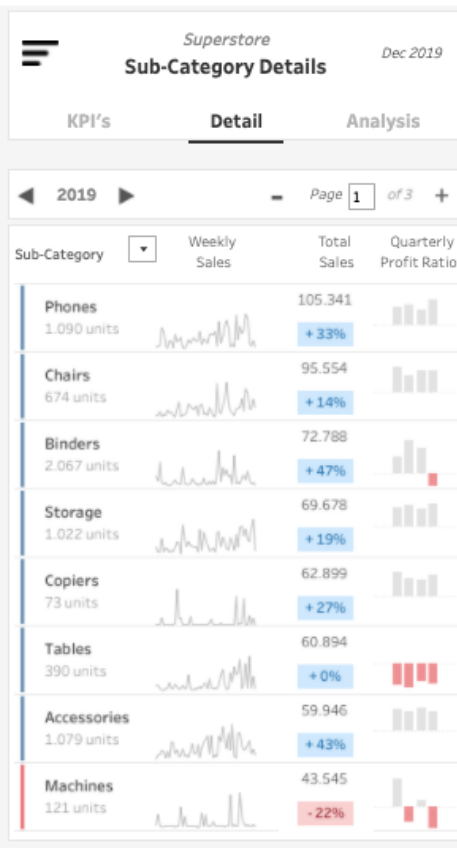 Superstore
Sub-Category Details
Dec 2019
KPI's Detail Analysis
2019
Page 1 of 3
Sub-Category
Weekly Sales
Total Sales
Quarterly Profit Ratio
Phones
1.090 units
105.341
+33%
Chairs
674 units
95.554
+14%
Binders
2.067 units
72.788
+47%
Storage
1.022 units
69.678
+19%
Copiers
73 units
62.899
+27%
Tables
390 units
60.894
+0%
Accessories
1.079 units
59.946
+43%
Machines
121 units
43.545
-22%